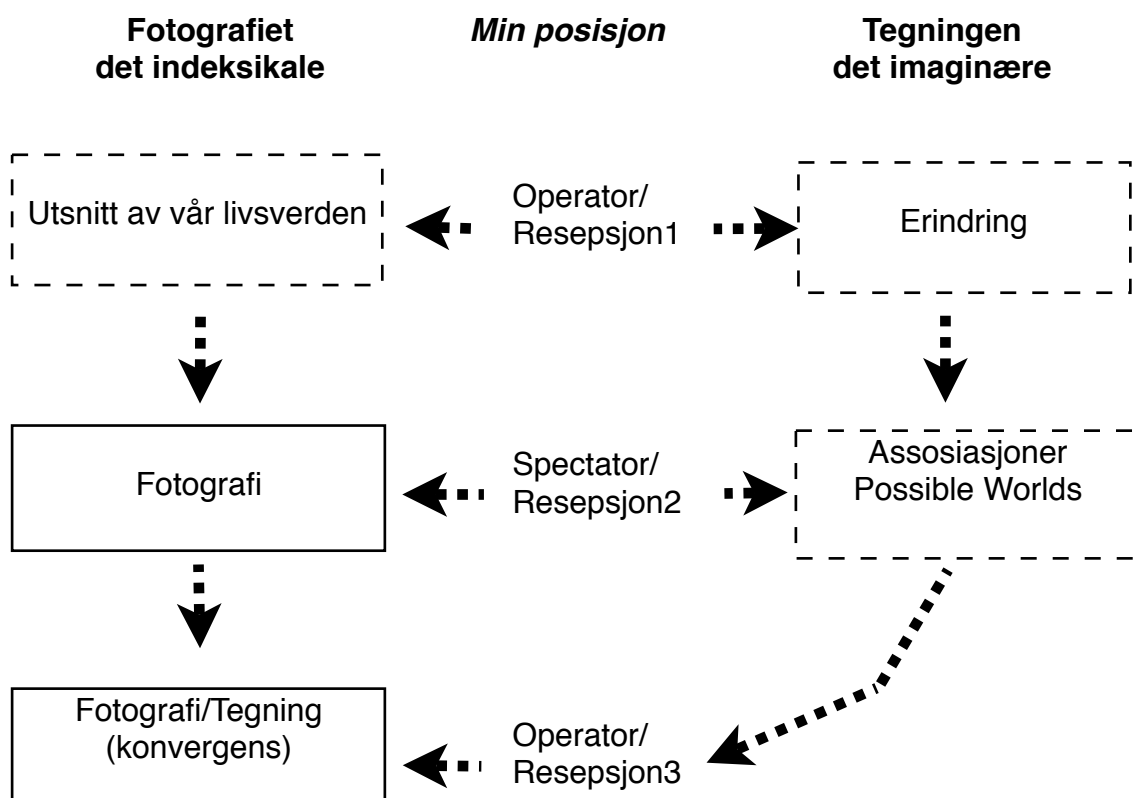 Fotografiet
det indeksikale
Min posisjon
Tegningen
det imaginære
Utsnitt av vår livsverden
Operator/
Resepsjon1
Erindring
Fotografi
Spectator/
Resepsjon2
Assosiasjoner
Possible Worlds
Fotografi/Tegning
(konvergens)
Operator/
Resepsjon3